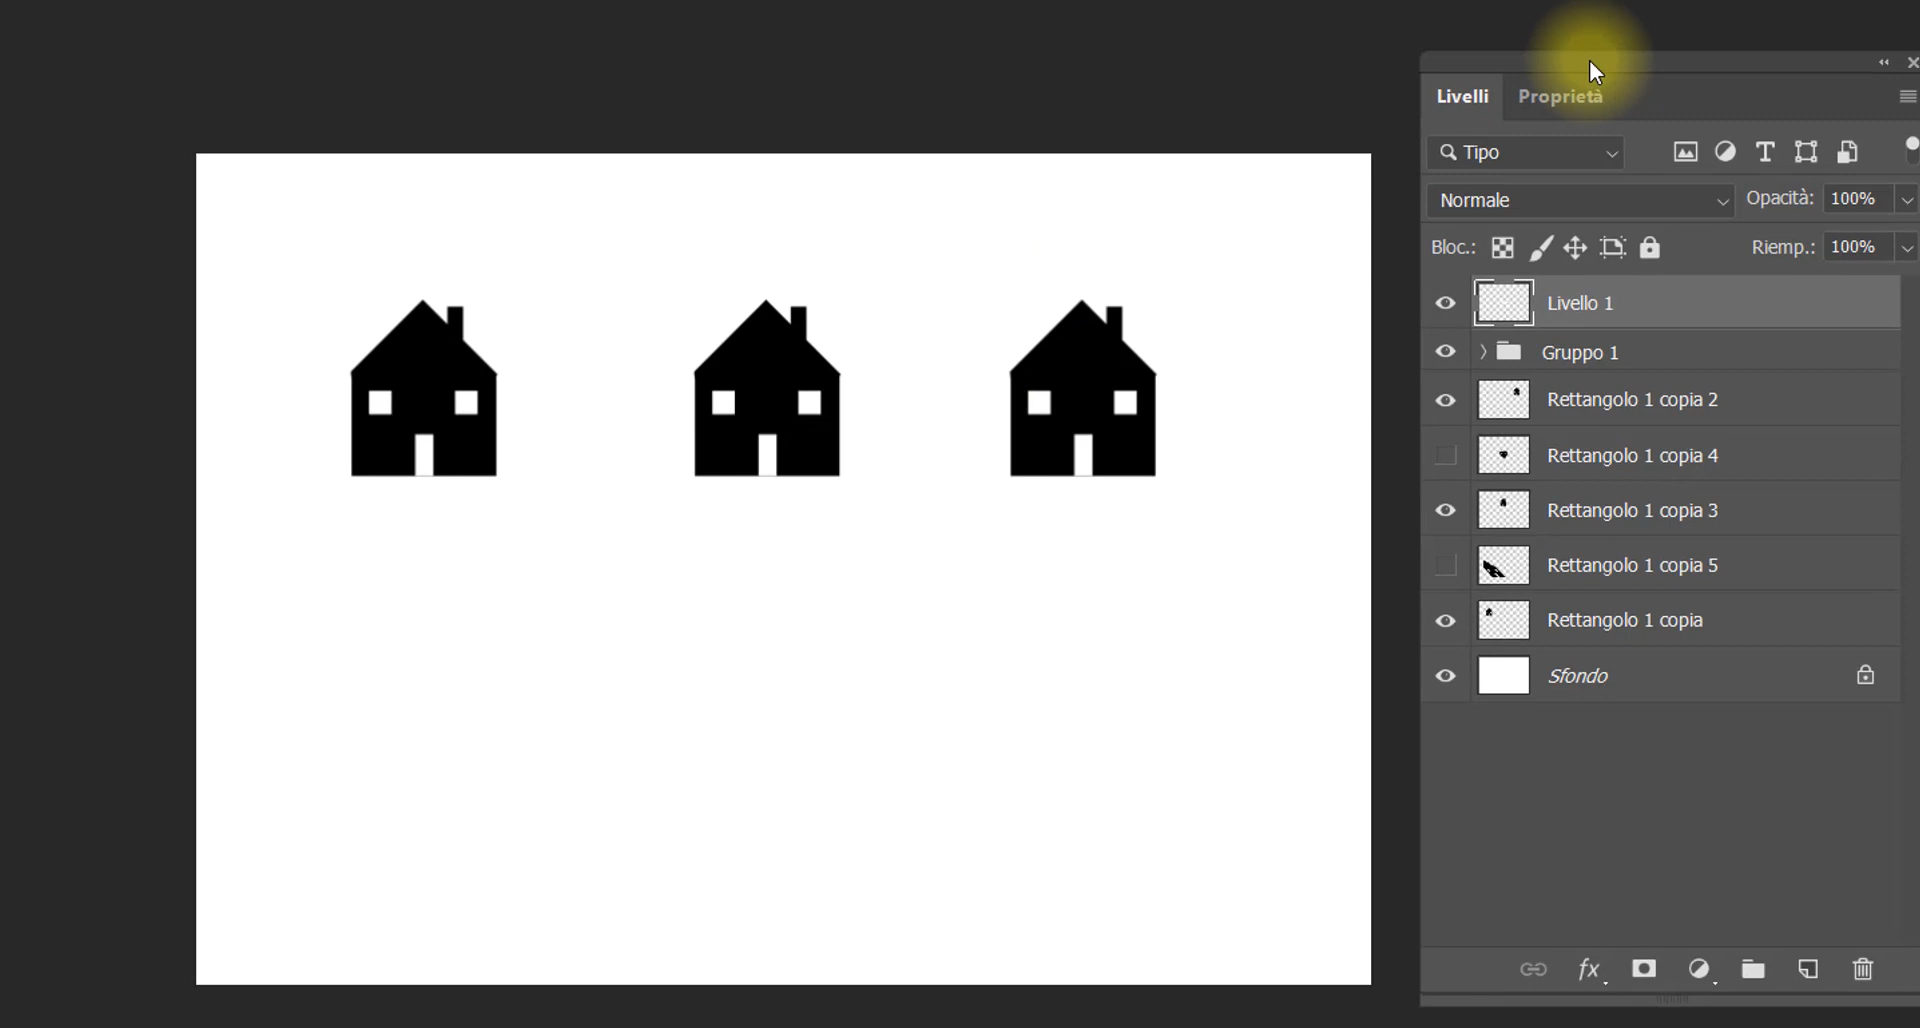 Livelli Proprietà
Tipo
Normale Opacità: 100%
Bloc.: Riemp.: 100%
Livello 1
Gruppo 1
Rettangolo 1 copia 2
Rettangolo 1 copia 4
Rettangolo 1 copia 3
Rettangolo 1 copia 5
Rettangolo 1 copia
Sfondo
fx